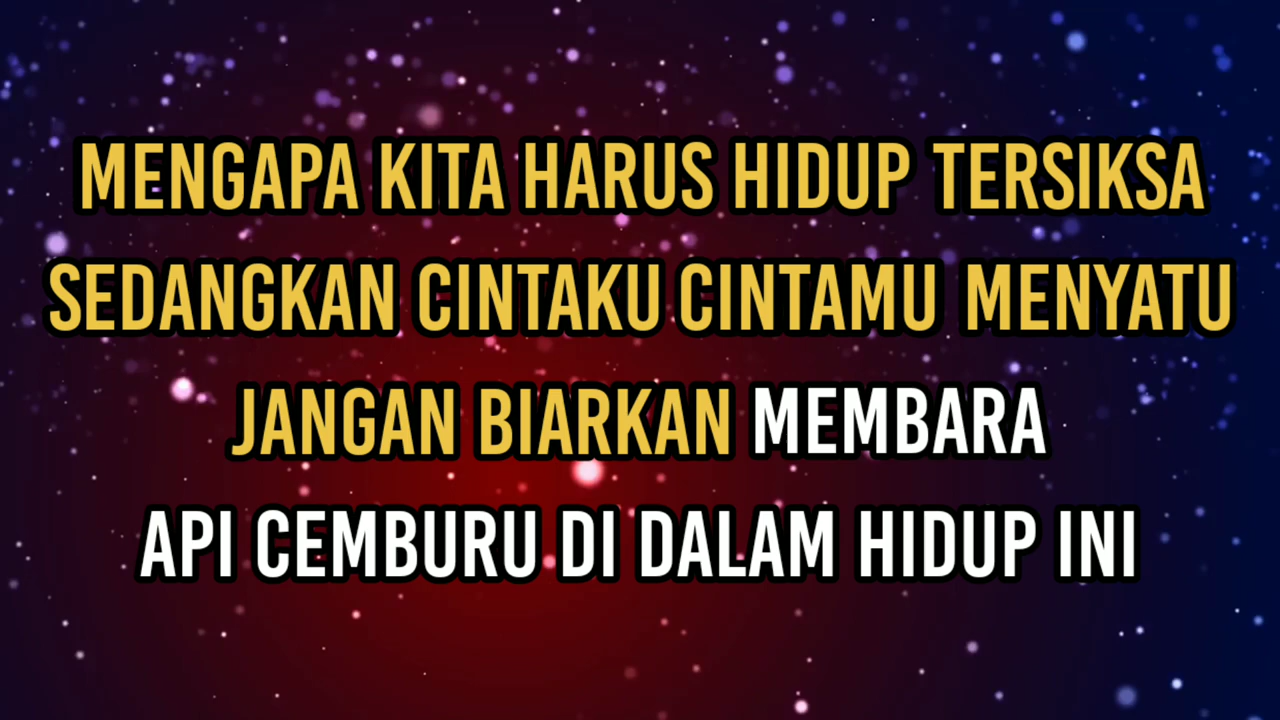 MENGAPA KITA HARUS HIDUP TERSIKSA
SEDANGKAN CINTAKU CINTAMU MENYATU
JANGAN BIARKAN MEMBARA
API CEMBURU DI DALAM HIDUP INI